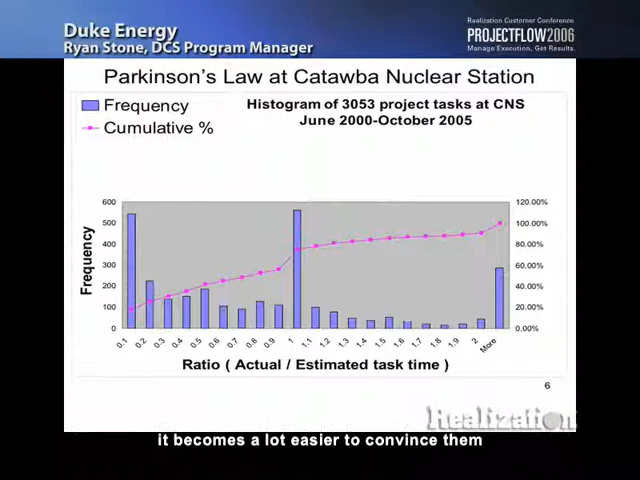 Duke Energy
Ryan Stone, DCS Program Manager
Realization Customer Conference
PROJECTFLOW2006
Manage Execution, Get Results.
Parkinson's Law at Catawba Nuclear Station
Frequency
Cumulative %
Histogram of 3053 project tasks at CNS
June 2000-October 2005
600
500
400
300
200
100
0
Frequency
120.00%
100.00%
80.00%
60.00%
40.00%
20.00%
0.00%
0.1 0.2 0.3 0.4 0.5 0.6 0.7 0.8 0.9 1 1.1 1.2 1.3 1.4 1.5 1.6 1.7 1.8 1.9 2 More
Ratio ( Actual / Estimated task time )
6
Realization
it becomes a lot easier to convince them